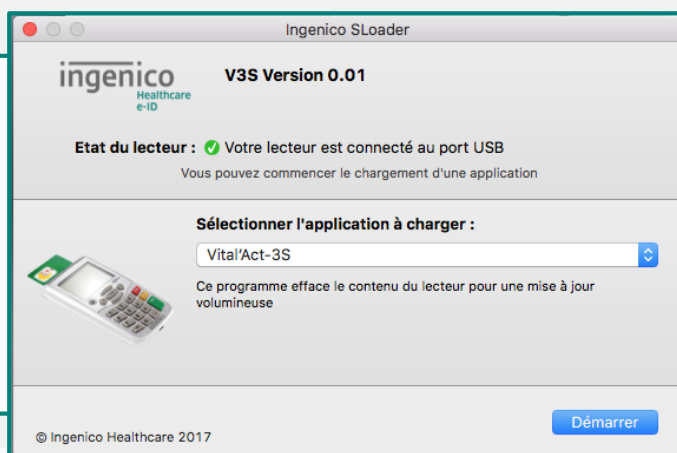 Ingenico SLoader
ingenico
Healthcare
e-ID
V3S Version 0.01
Etat du lecteur : Votre lecteur est connecté au port USB
Vous pouvez commencer le chargement d'une application
Sélectionner l'application à charger :
Vital'Act-3S
Ce programme efface le contenu du lecteur pour une mise à jour
volumineuse
Démarrer
© Ingenico Healthcare 2017